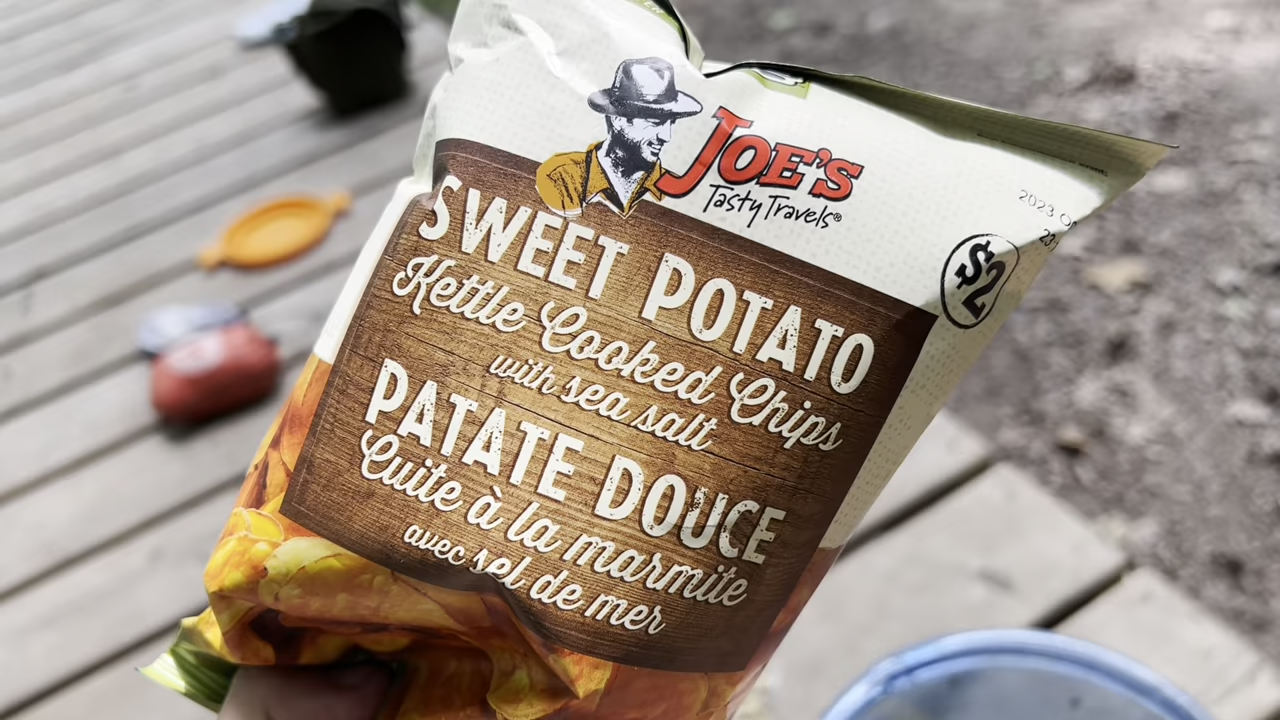 JOE'S
Tasty Travels®
2023
$2
SWEET POTATO
Kettle Cooked Chips
with sea salt
PATATE DOUCE
Cuite à la marmite
avec sel de mer